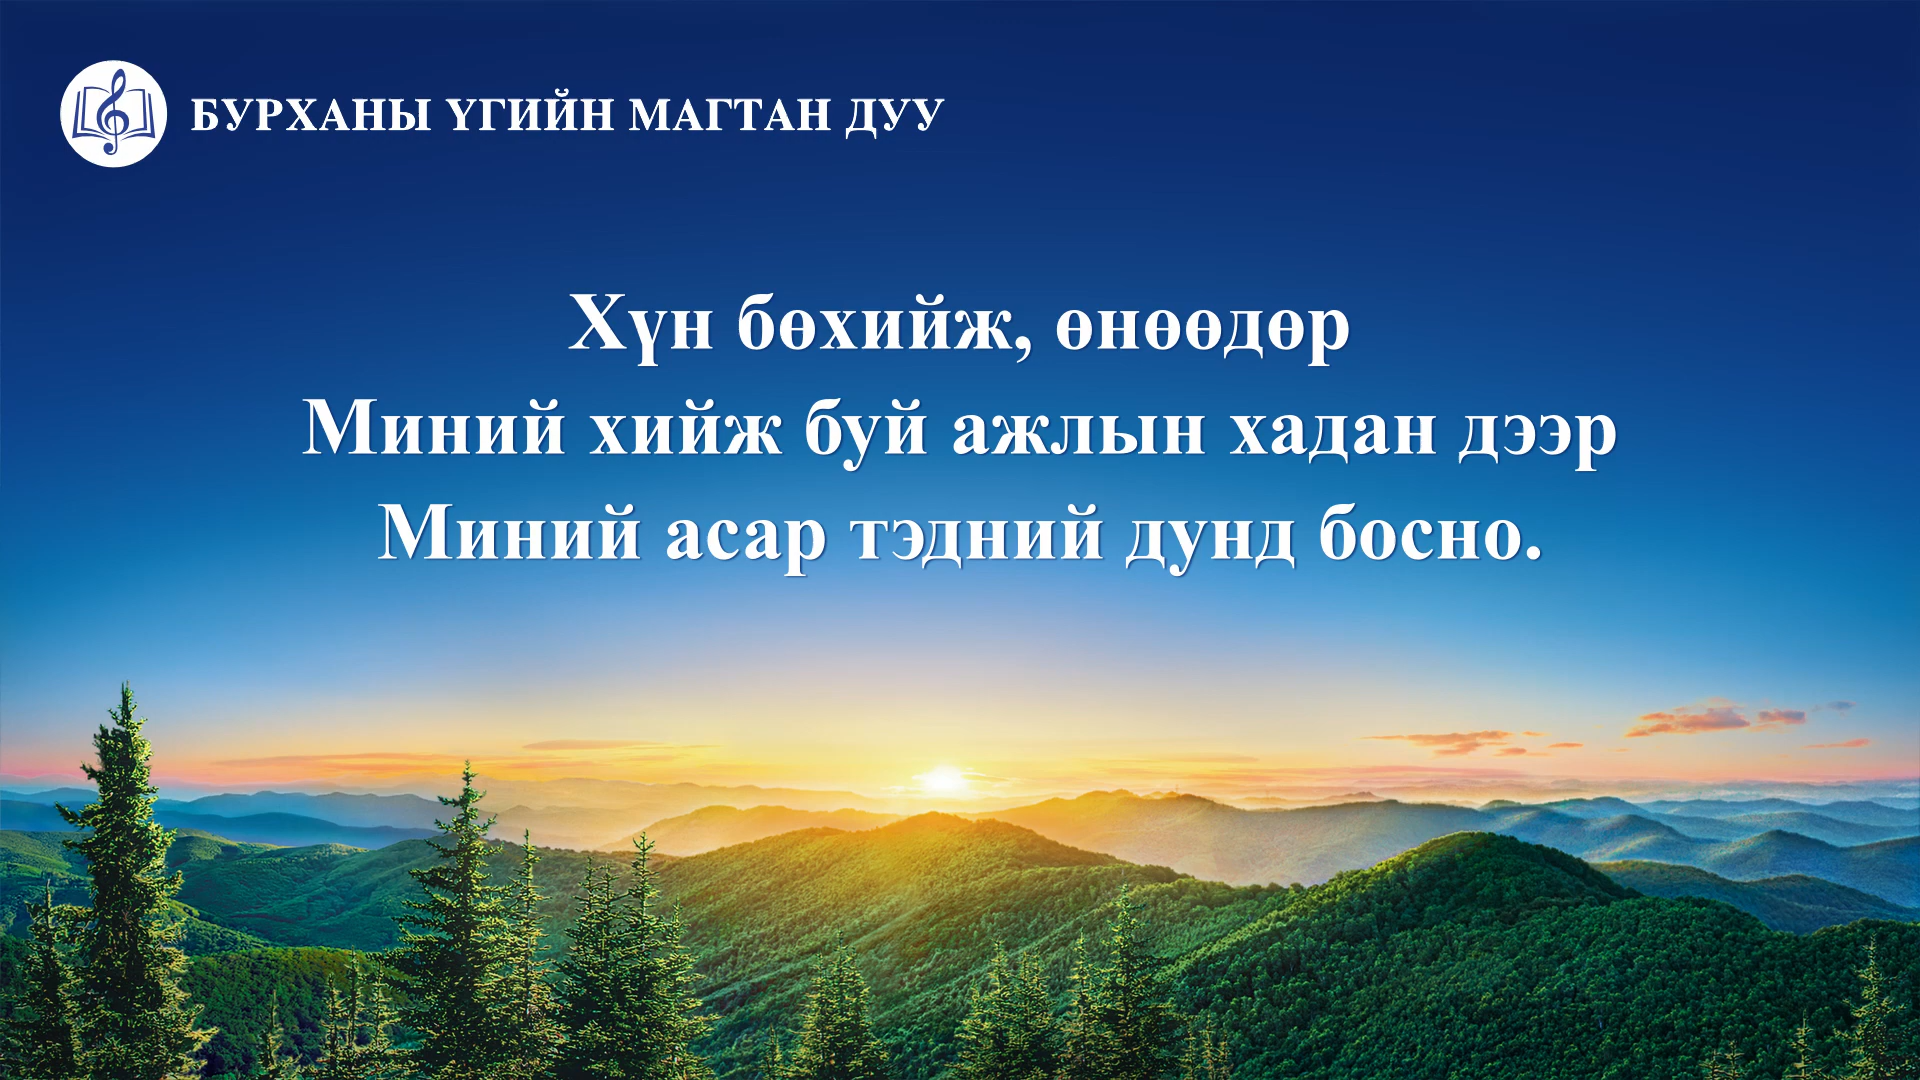 БУРХАНЫ ҮГИЙН МАГТАН ДУУ
Хүн бөхийж, өнөөдөр
Миний хийж буй ажлын хадан дээр
Миний асар тэдний дунд босно.